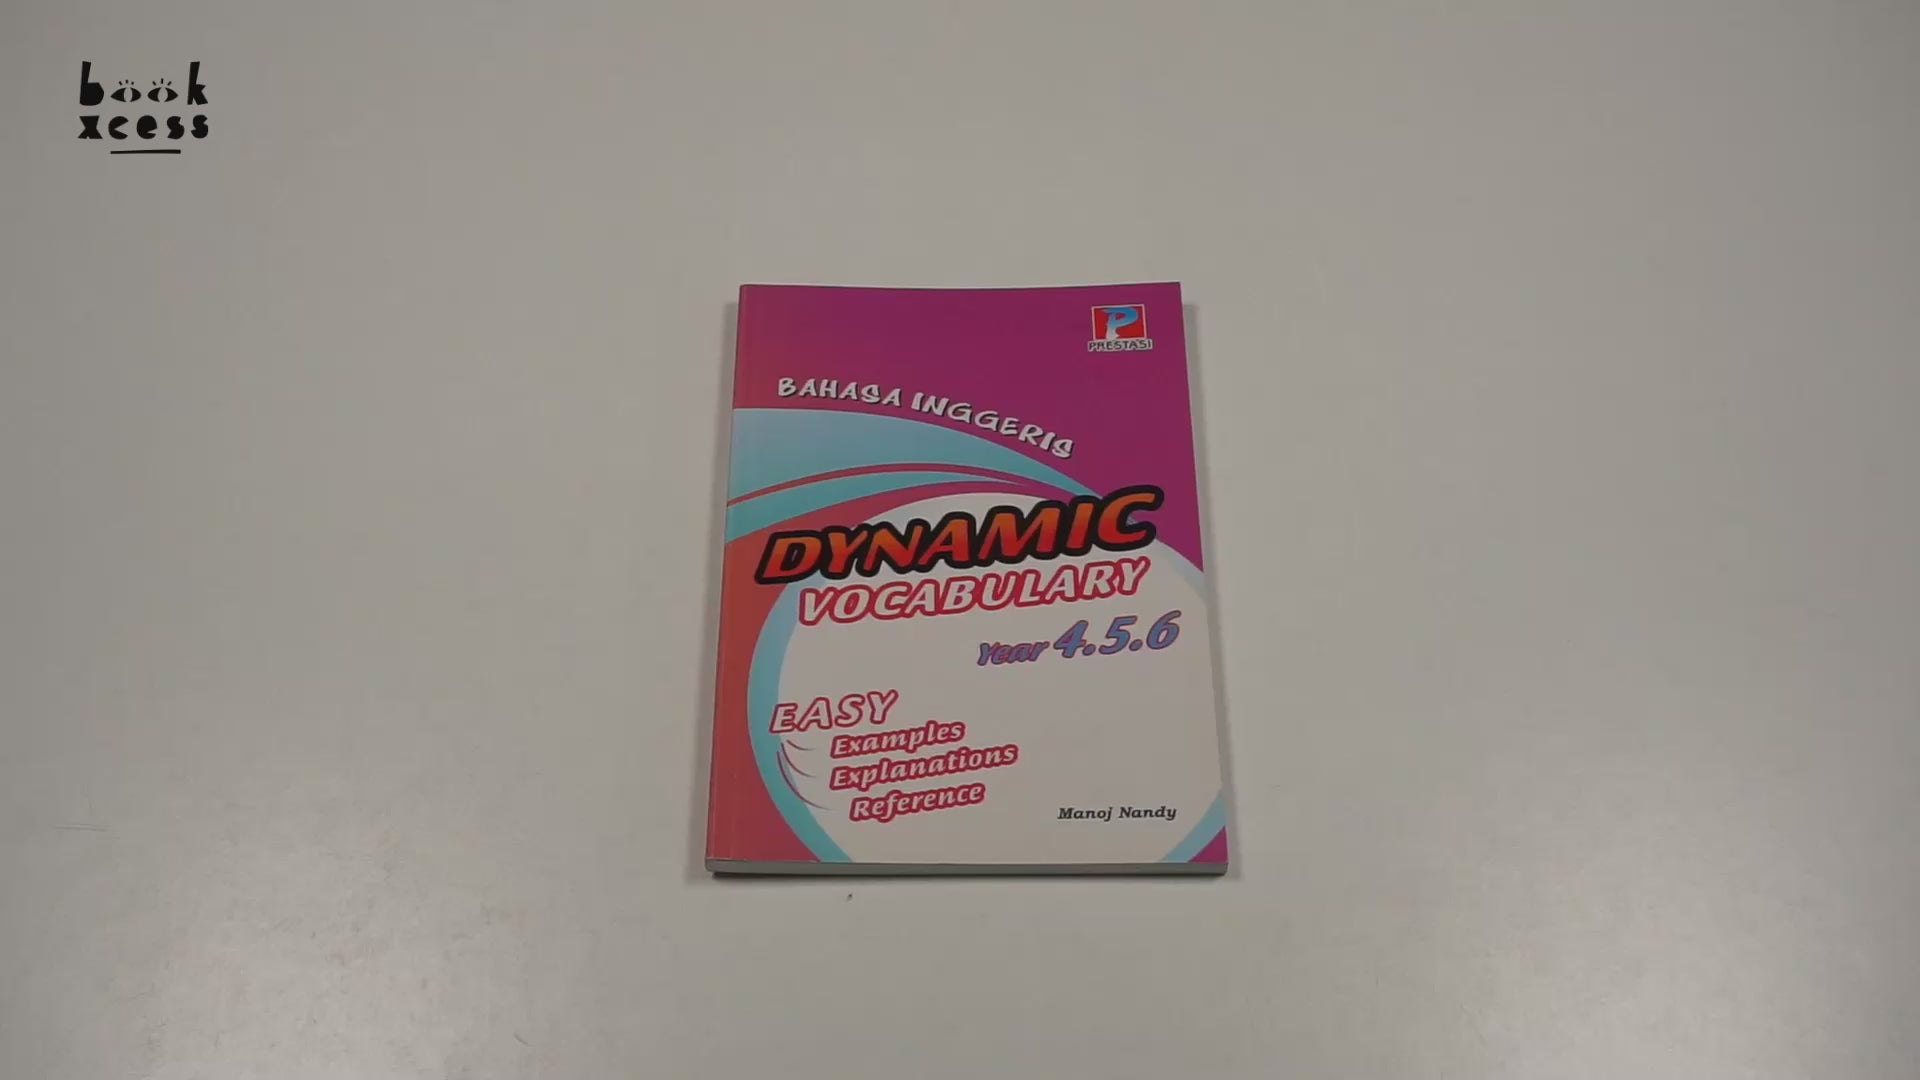 book
xcess
P
PRESTASI
BAHASA INGGERIS
DYNAMIC
VOCABULARY
Year 4.5.6
EASY
Examples
Explanations
Reference
Manoj Nandy